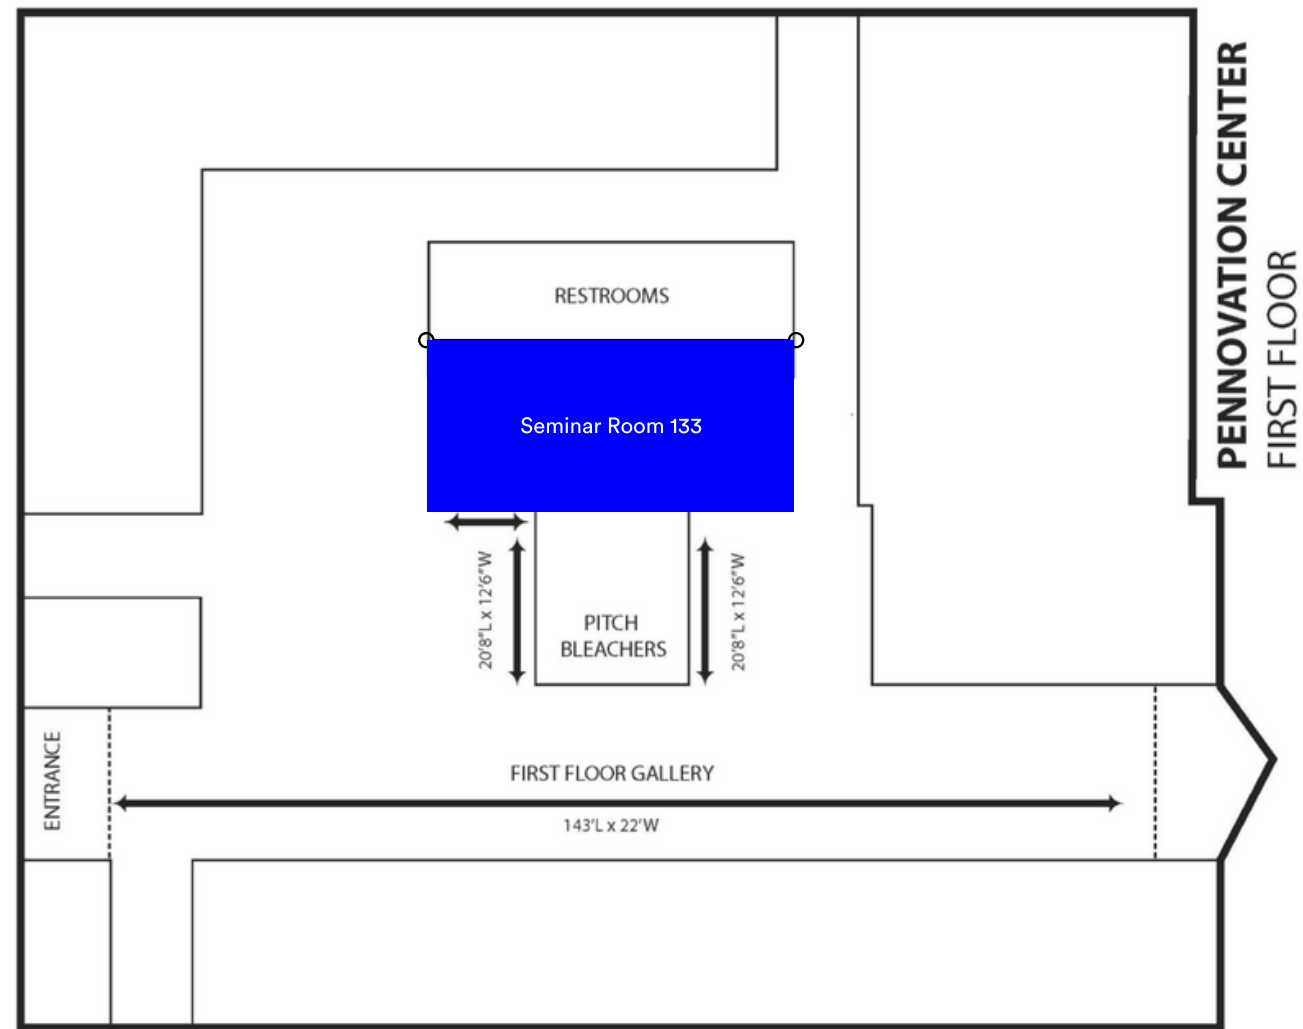 PENNOVATION CENTER
FIRST FLOOR
RESTROOMS
Seminar Room 133
20'8"L x 12'6"W
20'8"L x 12'6"W
PITCH
BLEACHERS
ENTRANCE
FIRST FLOOR GALLERY
143'L x 22'W